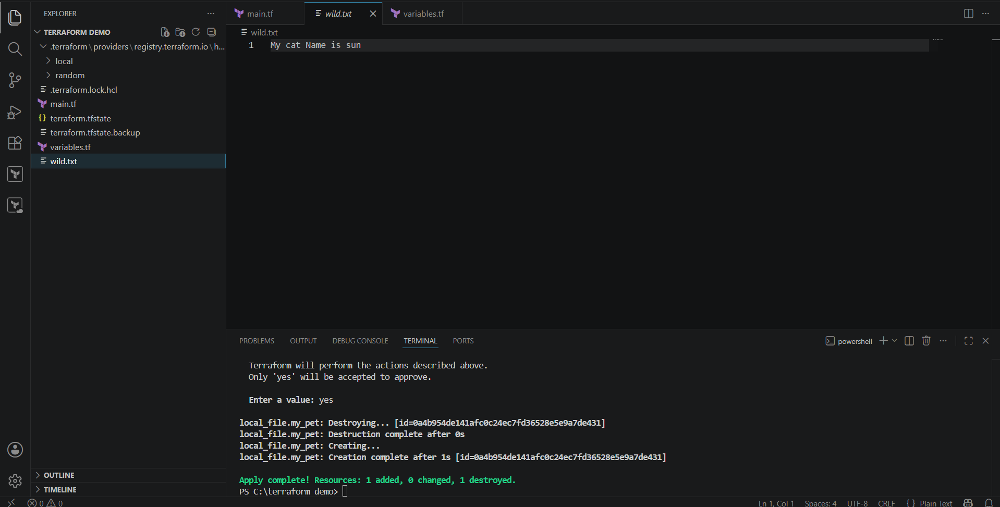 EXPLORER
TERRAFORM DEMO
.terraform\providers\registry.terraform.io\h...
local
random
.terraform.lock.hcl
main.tf
terraform.tfstate
terraform.tfstate.backup
variables.tf
wild.txt
OUTLINE
TIMELINE
main.tf
wild.txt
variables.tf
wild.txt
1 My cat Name is sun
PROBLEMS OUTPUT DEBUG CONSOLE TERMINAL PORTS
powershell
Terraform will perform the actions described above.
Only 'yes' will be accepted to approve.
Enter a value: yes
local_file.my_pet: Destroying... [id=0a4b954de141afc0c24ec7fd36528e5e9a7de431]
local_file.my_pet: Destruction complete after 0s
local_file.my_pet: Creating...
local_file.my_pet: Creation complete after 1s [id=0a4b954de141afc0c24ec7fd36528e5e9a7de431]
Apply complete! Resources: 1 added, 0 changed, 1 destroyed.
PS C:\terraform demo>
0 0
Ln 1, Col 1 Spaces: 4 UTF-8 CRLF {} Plain Text